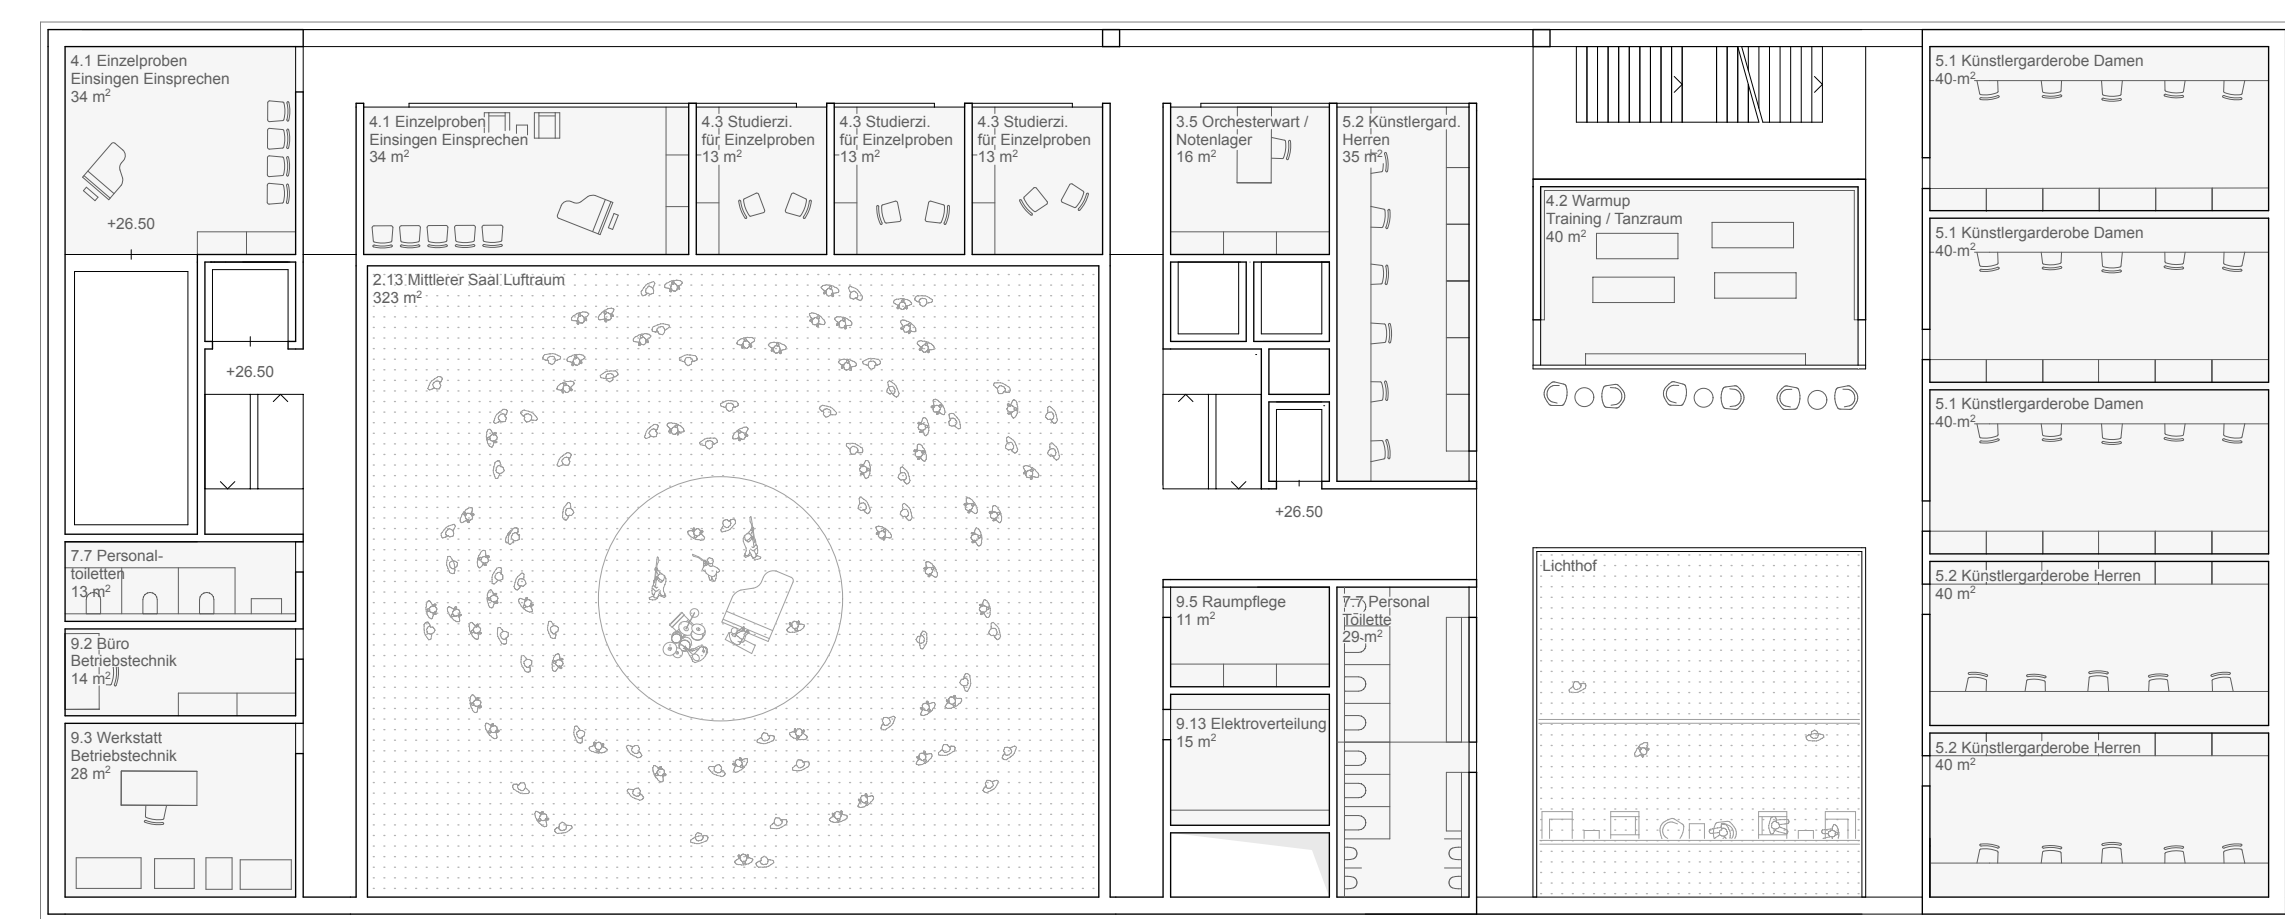 4.1 Einzelproben
Einsingen Einsprechen
34 m²
+26.50
4.1 Einzelproben
Einsingen Einsprechen
34 m²
4.3 Studierzi.
für Einzelproben
13 m²
4.3 Studierzi.
für Einzelproben
13 m²
4.3 Studierzi.
für Einzelproben
13 m²
3.5 Orchesterwart /
Notenlager
16 m²
5.2 Künstlergard.
Herren
35 m²
4.2 Warmup
Training / Tanzraum
40 m²
5.1 Künstlergarderobe Damen
40 m²
5.1 Künstlergarderobe Damen
40 m²
5.1 Künstlergarderobe Damen
40 m²
5.2 Künstlergarderobe Herren
40 m²
5.2 Künstlergarderobe Herren
40 m²
2.13 Mittlerer Saal Luftraum
323 m²
+26.50
+26.50
7.7 Personal-
toiletten
13 m²
9.2 Büro
Betriebstechnik
14 m²
9.3 Werkstatt
Betriebstechnik
28 m²
9.5 Raumpflege
11 m²
7.7 Personal
Toilette
29 m²
9.13 Elektroverteilung
15 m²
Lichthof